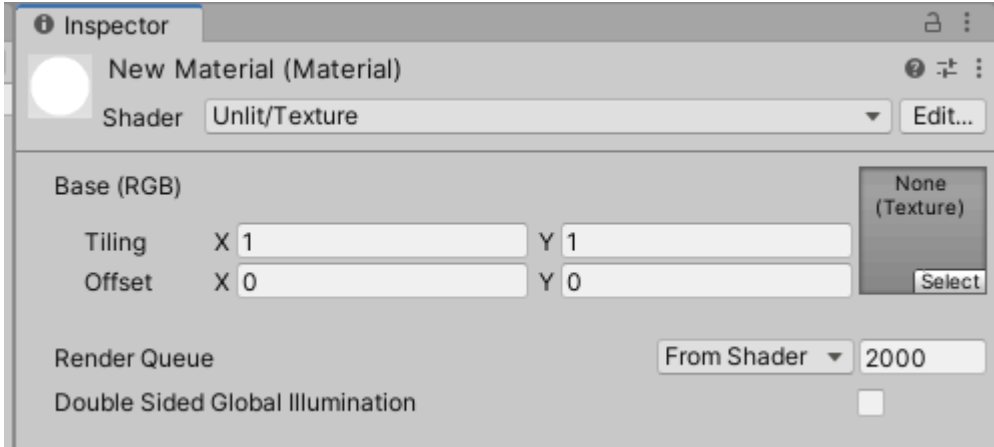 Inspector
New Material (Material)
Shader Unlit/Texture Edit...
Base (RGB)
None
(Texture)
Tiling X 1 Y 1
Offset X 0 Y 0
Select
Render Queue From Shader 2000
Double Sided Global Illumination